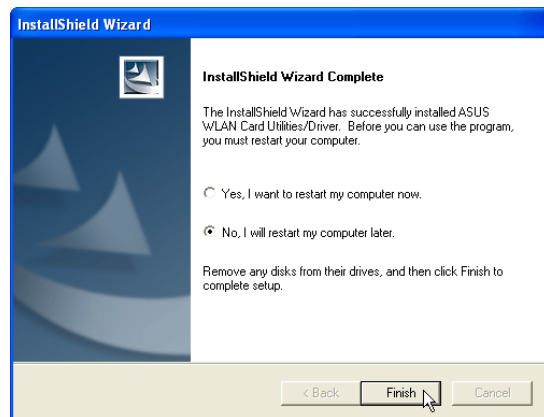 InstallShield Wizard
InstallShield Wizard Complete
The InstallShield Wizard has successfully installed ASUS
WLAN Card Utilities/Driver.  Before you can use the program,
you must restart your computer.
Yes, I want to restart my computer now.
No, I will restart my computer later.
Remove any disks from their drives, and then click Finish to
complete setup.
< Back
Finish
Cancel